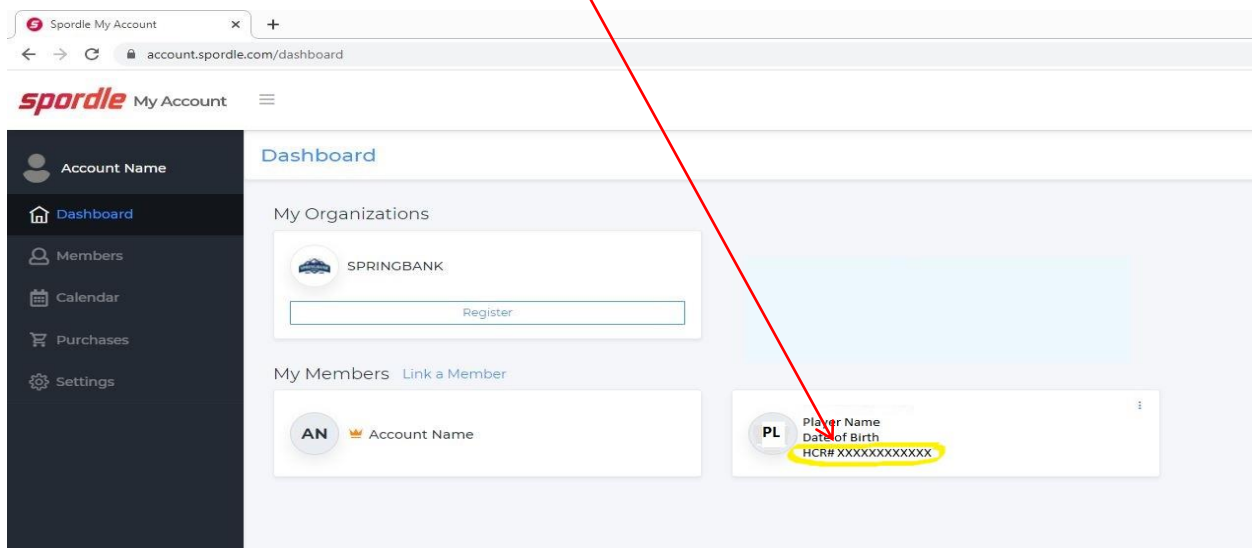 Spordle My Account
account.spordle.com/dashboard
spordle My Account
Account Name
Dashboard
Members
Calendar
Purchases
Settings
Dashboard
My Organizations
SPRINGBANK
Register
My Members Link a Member
AN Account Name
PL
Player Name
Date of Birth
HCR# XXXXXXXXXXXX